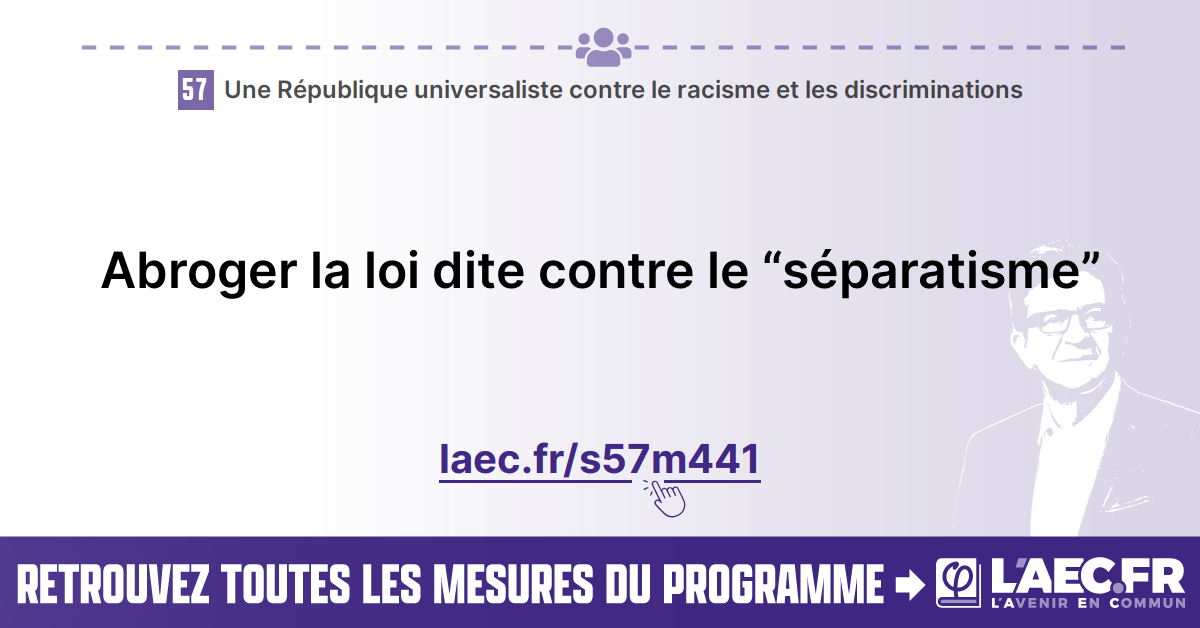 57 Une République universaliste contre le racisme et les discriminations
Abroger la loi dite contre le “séparatisme”
laec.fr/s57m441
RETROUVEZ TOUTES LES MESURES DU PROGRAMME
L'AEC.FR
L'AVENIR EN COMMUN